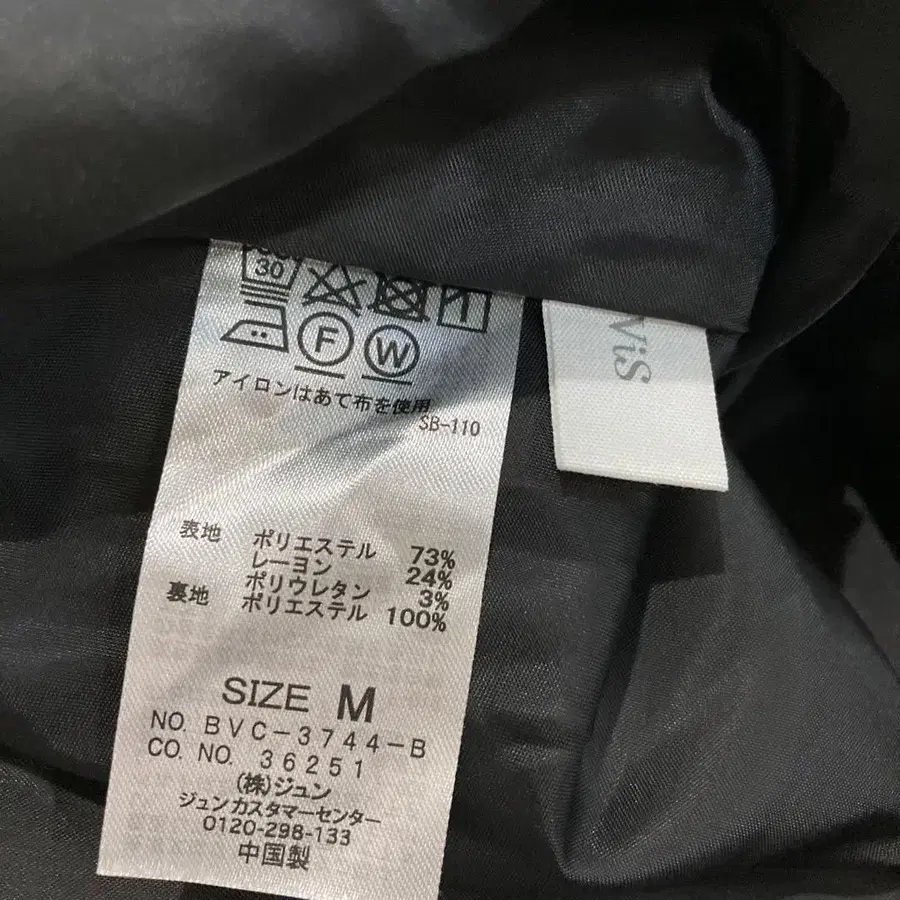 30
F W
アイロンはあて布を使用
SB-110
表地 ポリエステル 73%
レーヨン 24%
ポリウレタン 3%
裏地 ポリエステル 100%
SIZE M
NO. BVC-3744-B
CO. NO. 36251
(株)ジュン
ジュンカスタマーセンター
0120-298-133
中国製
ViS